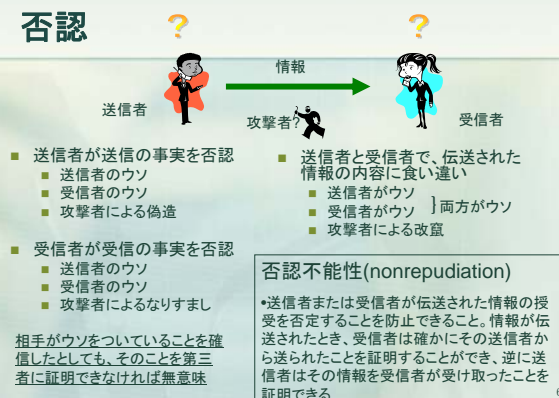 否認
?
?
情報
送信者
攻撃者?
受信者
■ 送信者が送信の事実を否認
■ 送信者のウソ
■ 受信者のウソ
■ 攻撃者による偽造
■ 受信者が受信の事実を否認
■ 送信者のウソ
■ 受信者のウソ
■ 攻撃者によるなりすまし
相手がウソをついていることを確
信したとしても、そのことを第三
者に証明できなければ無意味
■ 送信者と受信者で、伝送された
情報の内容に食い違い
■ 送信者がウソ
■ 受信者がウソ
}両方がウソ
■ 攻撃者による改竄
否認不能性(nonrepudiation)
•送信者または受信者が伝送された情報の授
受を否定することを防止できること。情報が伝
送されたとき、受信者は確かにその送信者か
ら送られたことを証明することができ、逆に送
信者はその情報を受信者が受け取ったことを
証明できる